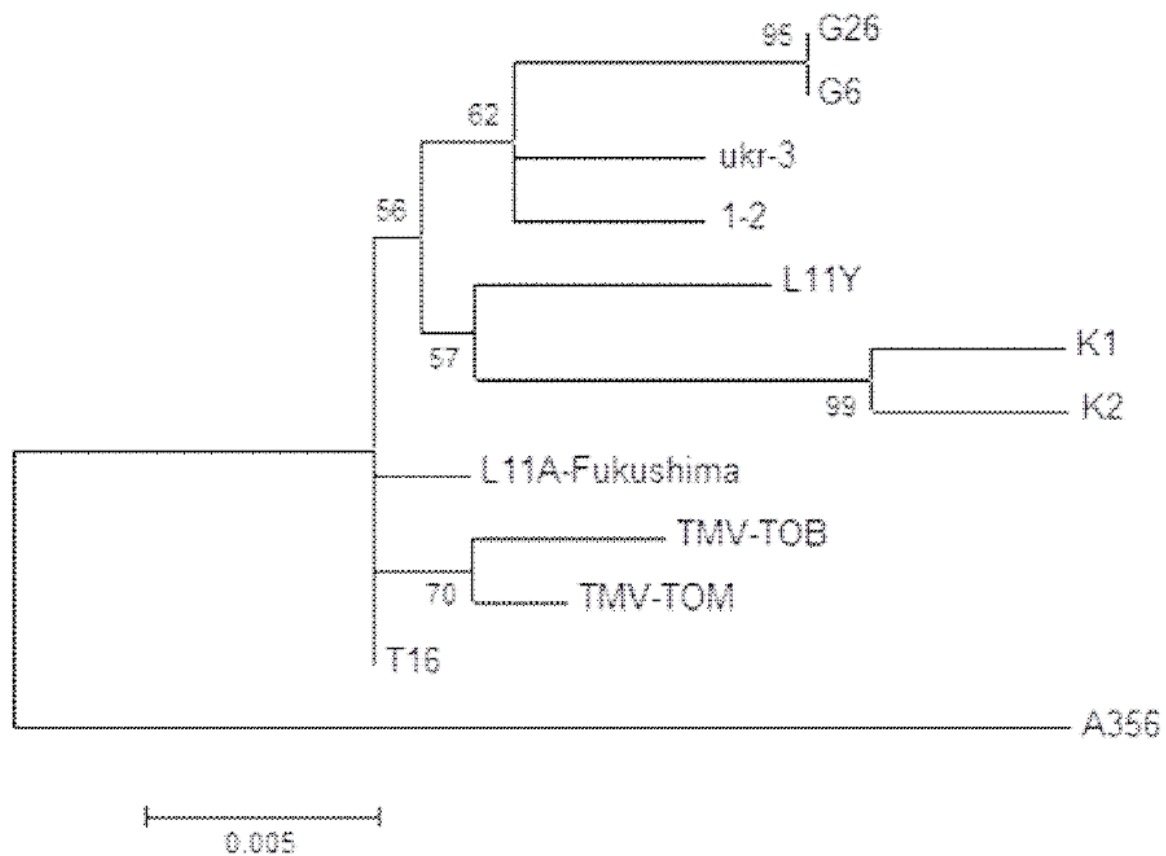 95
G26
G6
62
ukr-3
56
1-2
L11Y
57
K1
99
K2
L11A-Fukushima
TMV-TOB
70
TMV-TOM
T16
A356
0.005